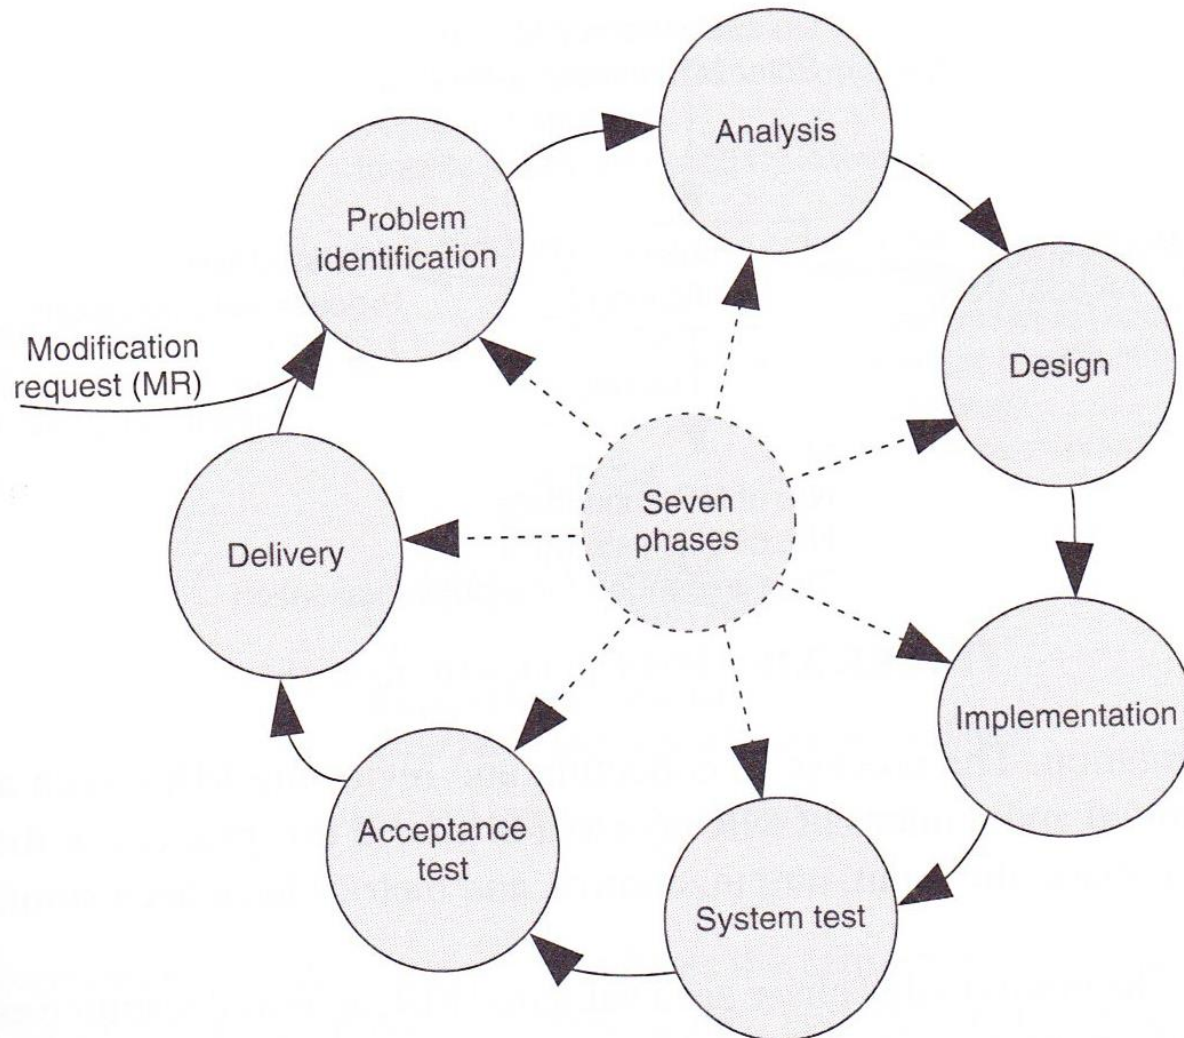 Analysis
Problem
identification
Modification
request (MR)
Design
Seven
phases
Delivery
Implementation
Acceptance
test
System test